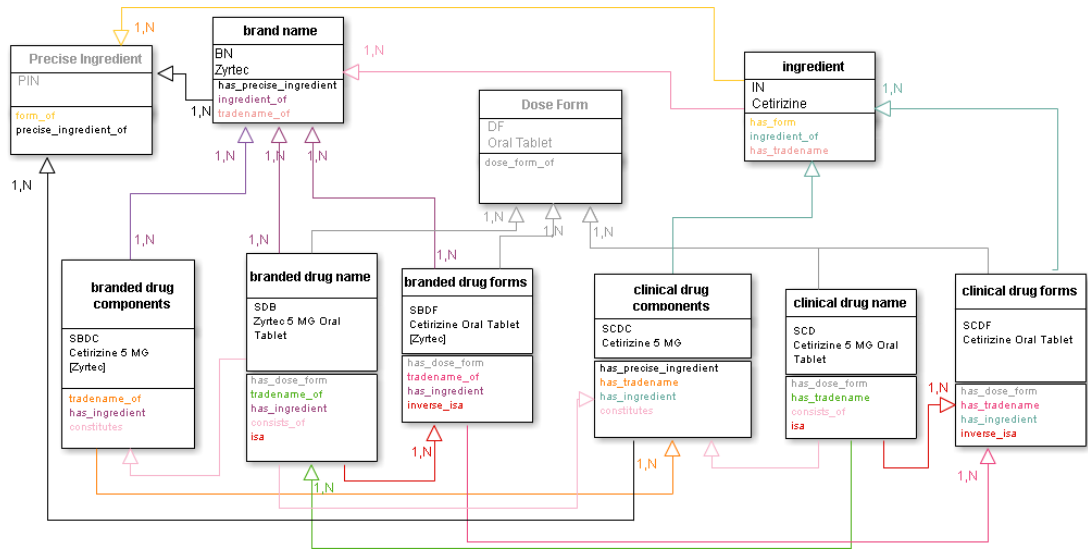 1,N
brand name
1,N
ingredient
Precise Ingredient
BN
Zyrtec
1,N
PIN
has_precise_ingredient
ingredient_of
tradename_of
1,N
IN
Cetirizine
1,N
Dose Form
DF
Oral Tablet
has_form
ingredient_of
has_tradename
form_of
precise_ingredient_of
dose_form_of
1,N
1,N
1,N
1,N
1,N
1,N
1,N
1,N
1,N
1,N
branded drug components
SBDC
Cetirizine 5 MG
[Zyrtec]
tradename_of
has_ingredient
constitutes
branded drug name
SDB
Zyrtec 5 MG Oral
Tablet
has_dose_form
tradename_of
has_ingredient
consists_of
isa
branded drug forms
SBDF
Cetirizine Oral Tablet
[Zyrtec]
has_dose_form
tradename_of
has_ingredient
inverse_isa
clinical drug
components
SCDC
Cetirizine 5 MG
has_precise_ingredient
has_tradename
has_ingredient
constitutes
clinical drug name
SCD
Cetirizine 5 MG Oral
Tablet
has_dose_form
has_tradename
consists_of
isa
clinical drug forms
SCDF
Cetirizine Oral Tablet
has_dose_form
has_tradename
has_ingredient
inverse_isa
1,N
1,N
1,N
1,N
1,N
1,N